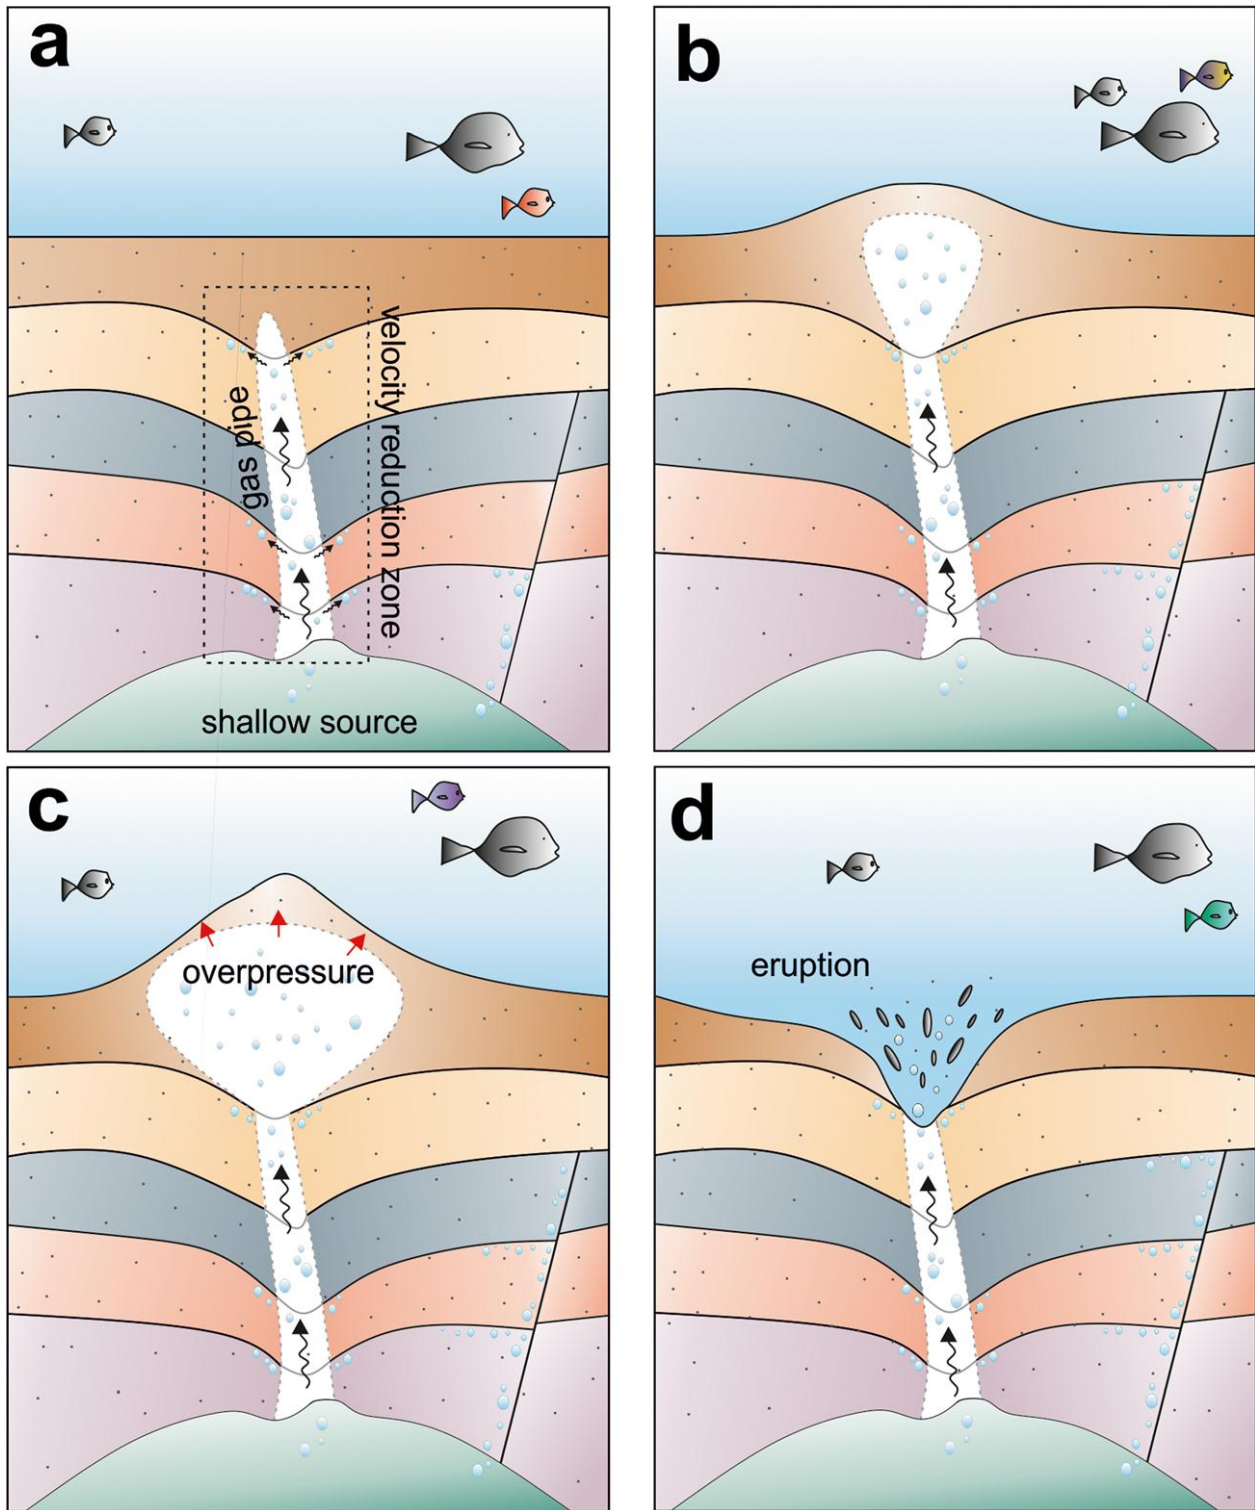 a
gas pipe
velocity reduction zone
shallow source
b
c
overpressure
d
eruption